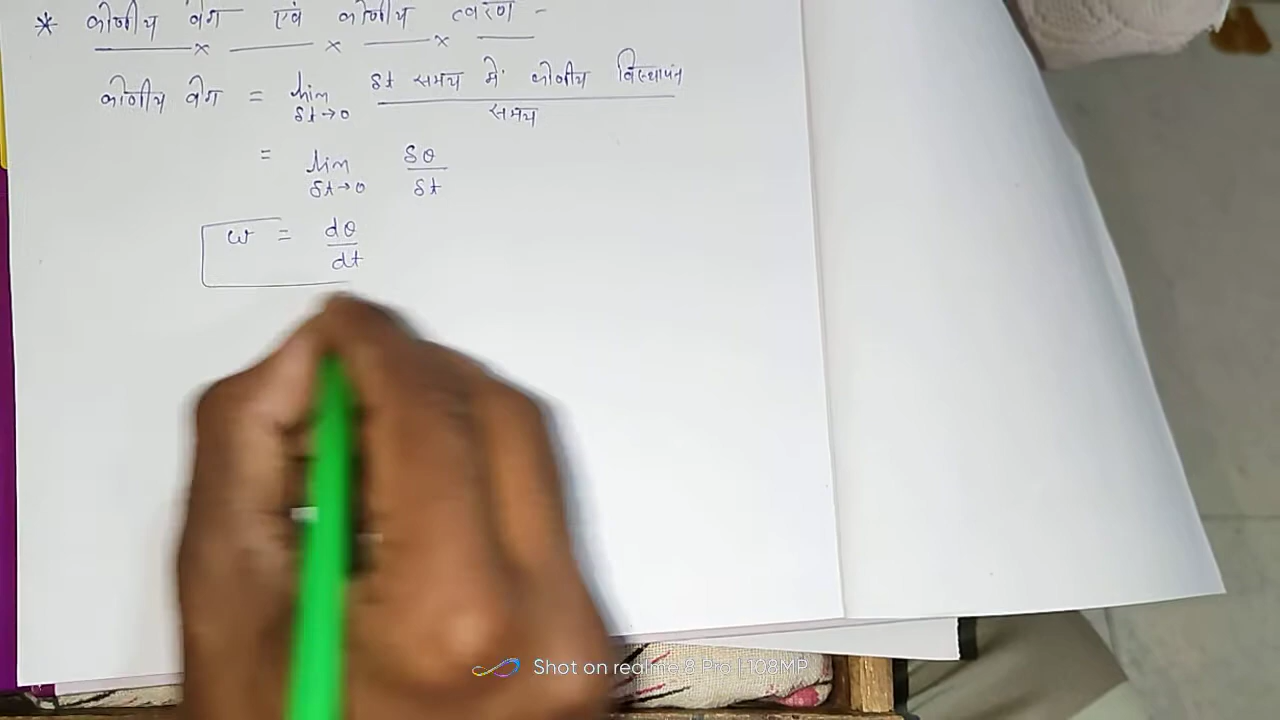 * कोणीय वेग एवं कोणीय त्वरण -
कोणीय वेग = lim δt→0 δt समय में कोणीय विस्थापन / समय
= lim δt→0 δθ / δt
ω = dθ / dt
Shot on realme 8 Pro | 108MP